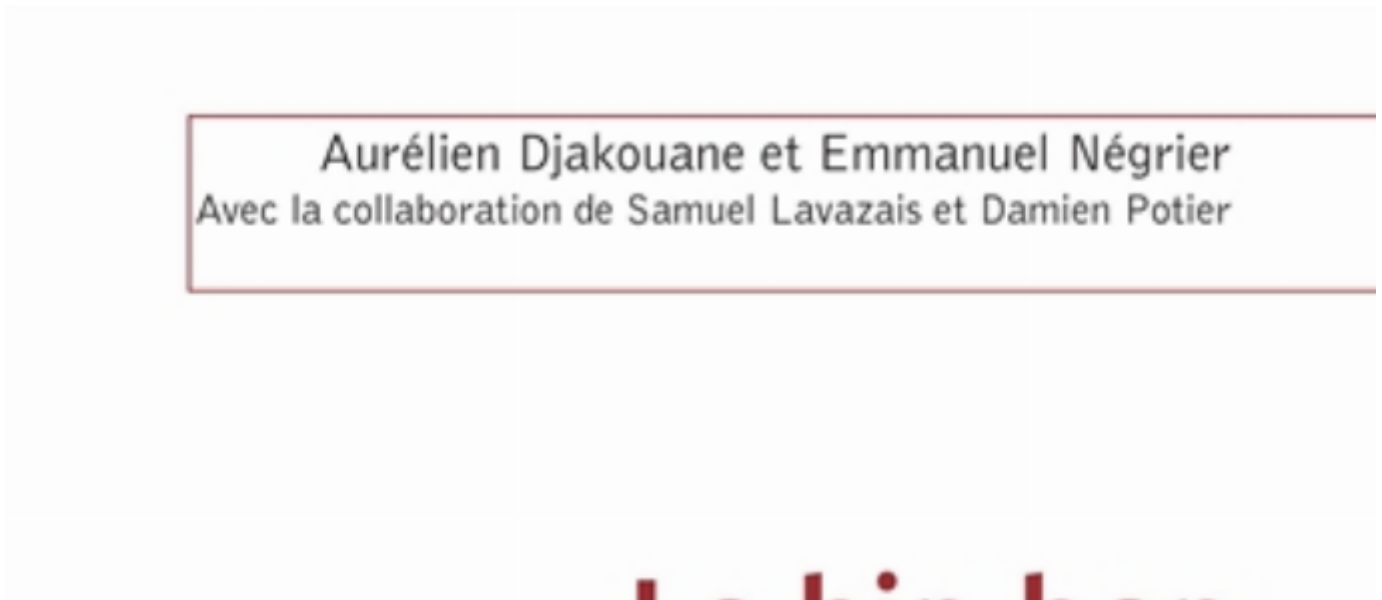 Aurélien Djakouane et Emmanuel Négrier
Avec la collaboration de Samuel Lavazais et Damien Potier